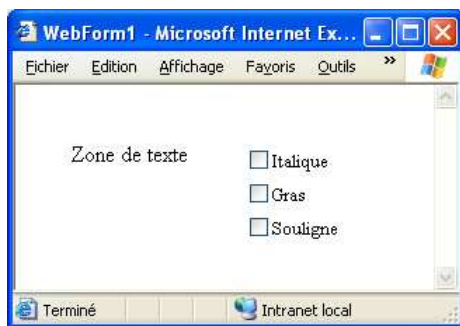 WebForm1 - Microsoft Internet Ex...
Fichier Edition Affichage Favoris Outils »
Zone de texte
Italique
Gras
Souligne
Terminé Intranet local